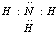 H : N̈ : H
Ḧ